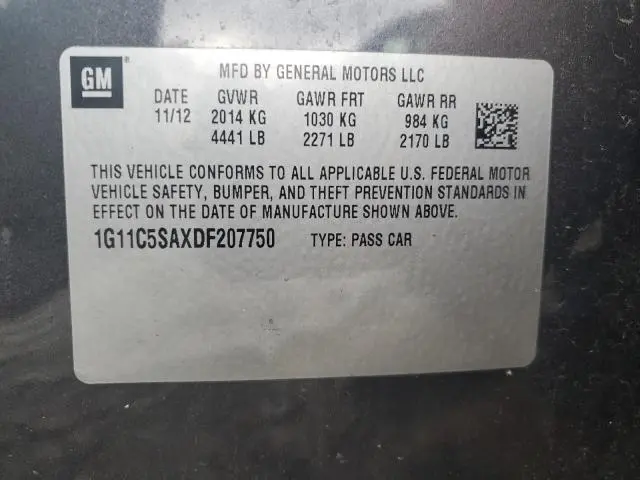 GM ®
MFD BY GENERAL MOTORS LLC
DATE GVWR GAWR FRT GAWR RR
11/12 2014 KG 1030 KG 984 KG
4441 LB 2271 LB 2170 LB
THIS VEHICLE CONFORMS TO ALL APPLICABLE U.S. FEDERAL MOTOR
VEHICLE SAFETY, BUMPER, AND THEFT PREVENTION STANDARDS IN
EFFECT ON THE DATE OF MANUFACTURE SHOWN ABOVE.
1G11C5SAXDF207750 TYPE: PASS CAR